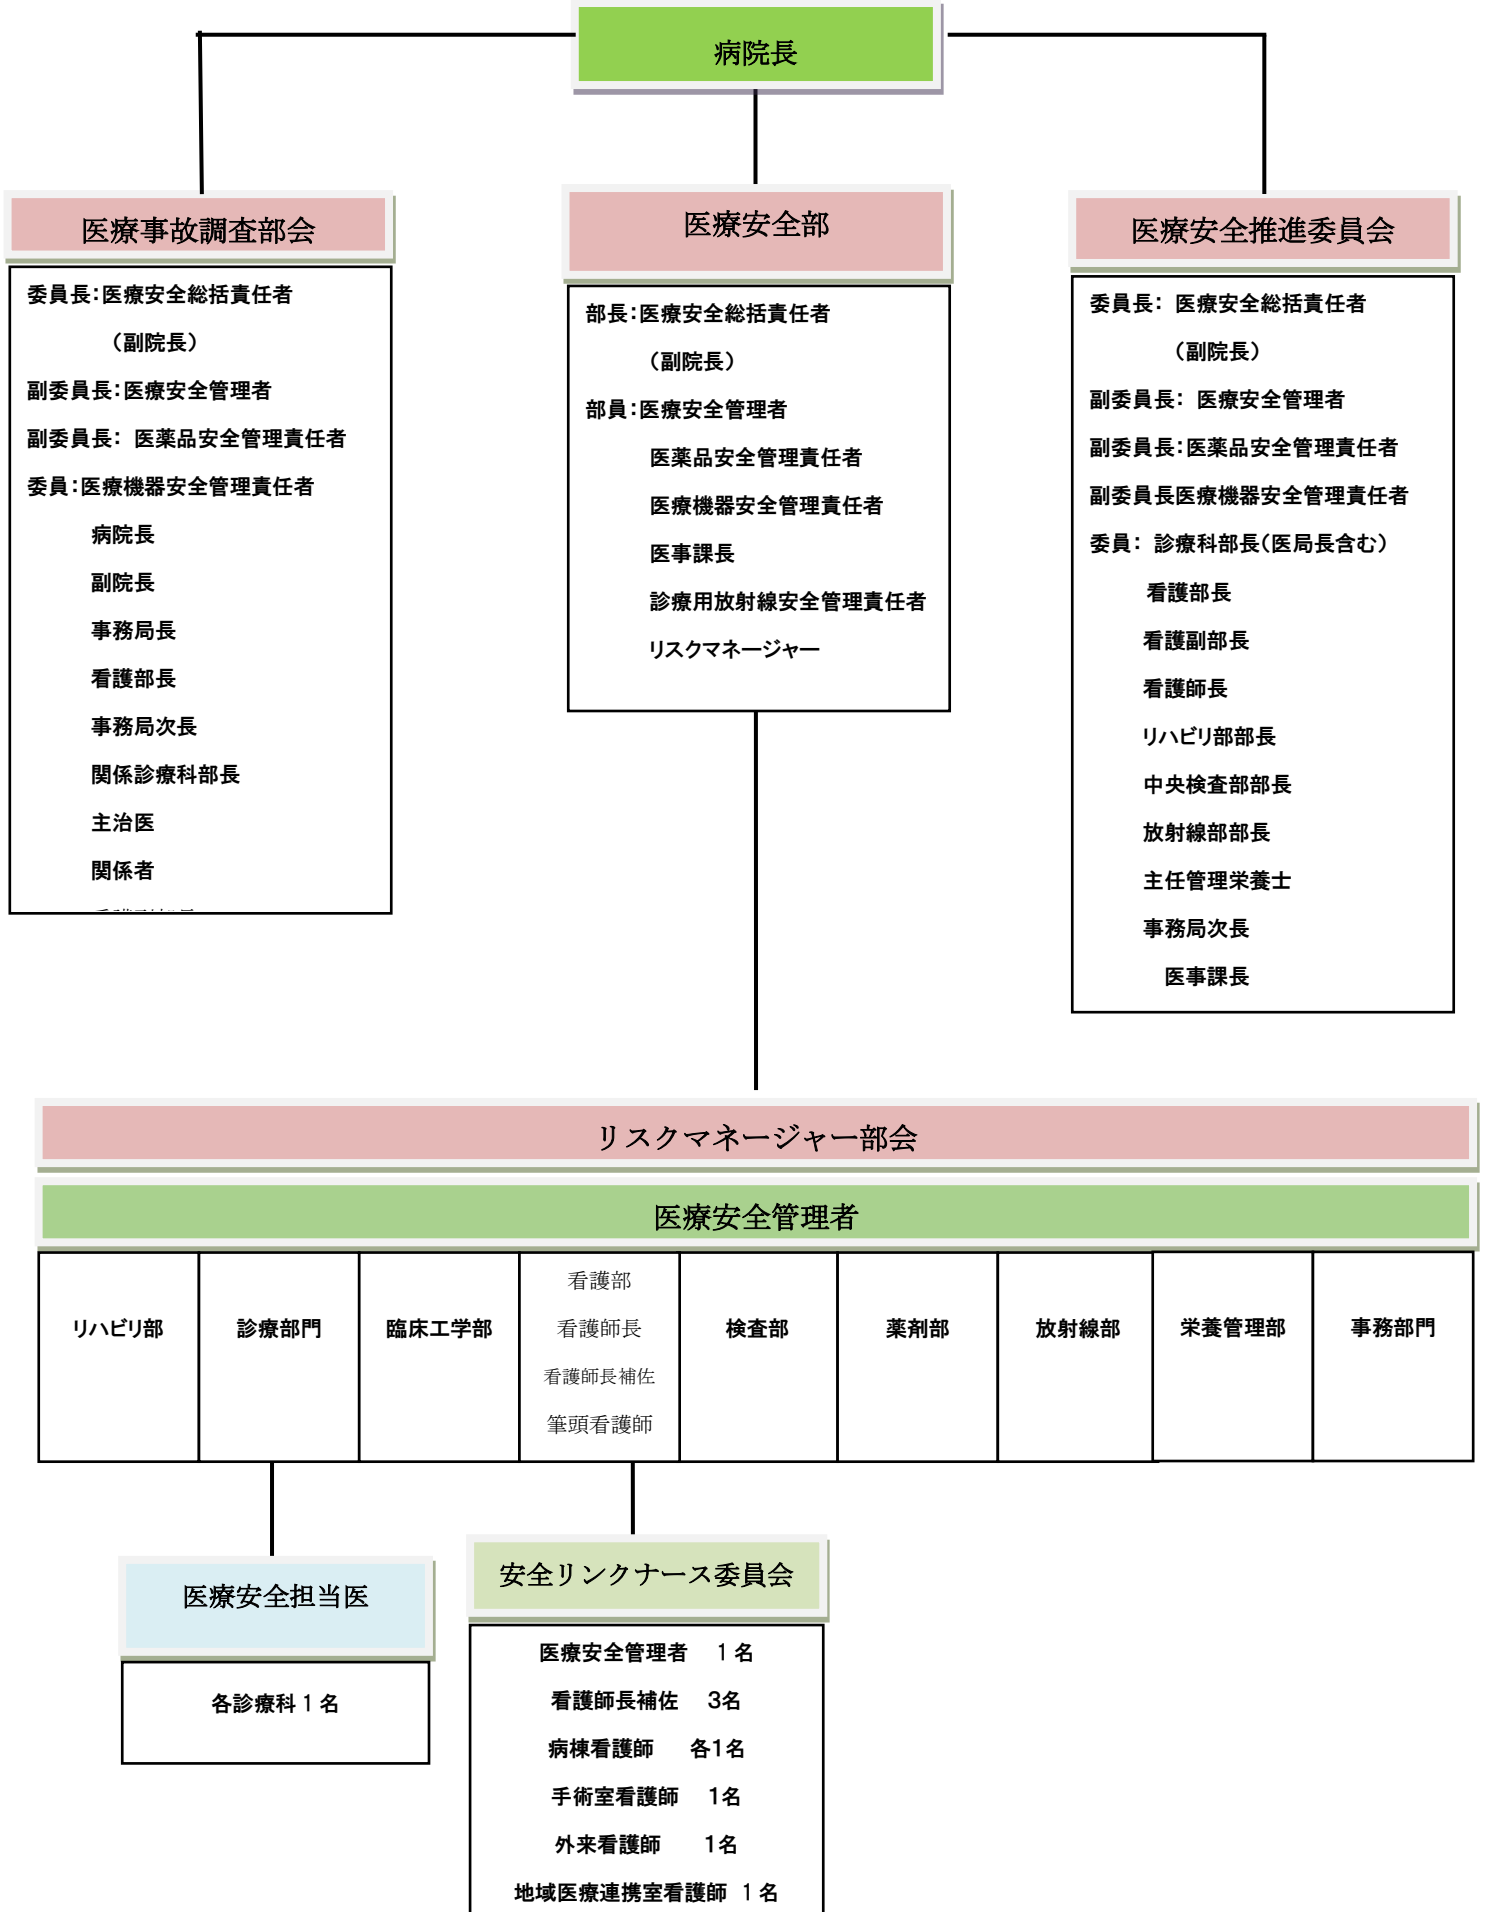 病院長
医療事故調査部会
委員長：医療安全総括責任者
（副院長）
副委員長：医療安全管理者
副委員長： 医薬品安全管理責任者
委員：医療機器安全管理責任者
病院長
副院長
事務局長
看護部長
事務局次長
関係診療科部長
主治医
関係者
医療安全部
部長：医療安全総括責任者
（副院長）
部員：医療安全管理者
医薬品安全管理責任者
医療機器安全管理責任者
医事課長
診療用放射線安全管理責任者
リスクマネージャー
医療安全推進委員会
委員長： 医療安全総括責任者
（副院長）
副委員長： 医療安全管理者
副委員長：医薬品安全管理責任者
副委員長医療機器安全管理責任者
委員： 診療科部長（医局長含む）
看護部長
看護副部長
看護師長
リハビリ部部長
中央検査部部長
放射線部部長
主任管理栄養士
事務局次長
医事課長
リスクマネージャー部会
医療安全管理者
リハビリ部
診療部門
臨床工学部
看護部
看護師長
看護師長補佐
筆頭看護師
検査部
薬剤部
放射線部
栄養管理部
事務部門
医療安全担当医
各診療科１名
安全リンクナース委員会
医療安全管理者 １名
看護師長補佐 ３名
病棟看護師 各１名
手術室看護師 １名
外来看護師 １名
地域医療連携室看護師 １名